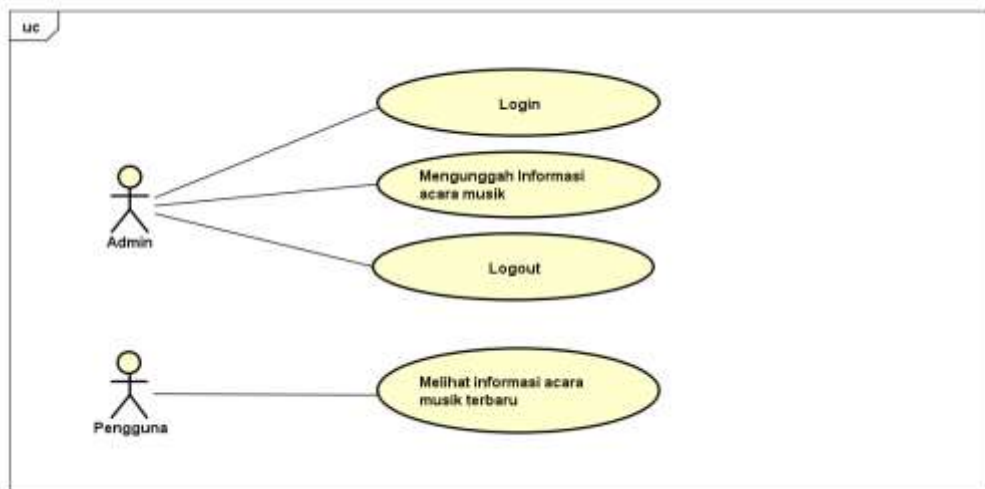 uc
Login
Mengunggah Informasi
acara musik
Admin
Logout
Melihat informasi acara
musik terbaru
Pengguna